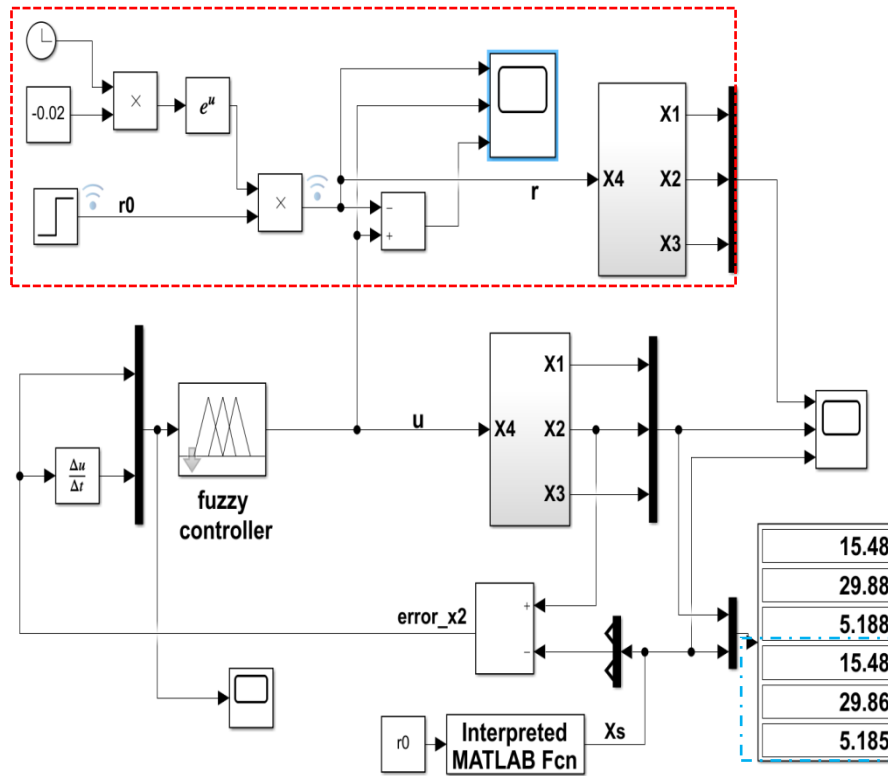 -0.02
×
eᵘ
r0
×
−
+
r
X4
X1
X2
X3
Δu
Δt
fuzzy
controller
u
X4
X1
X2
X3
error_x2
+
−
r0
Interpreted
MATLAB Fcn
Xs
15.48
29.88
5.188
15.48
29.86
5.185